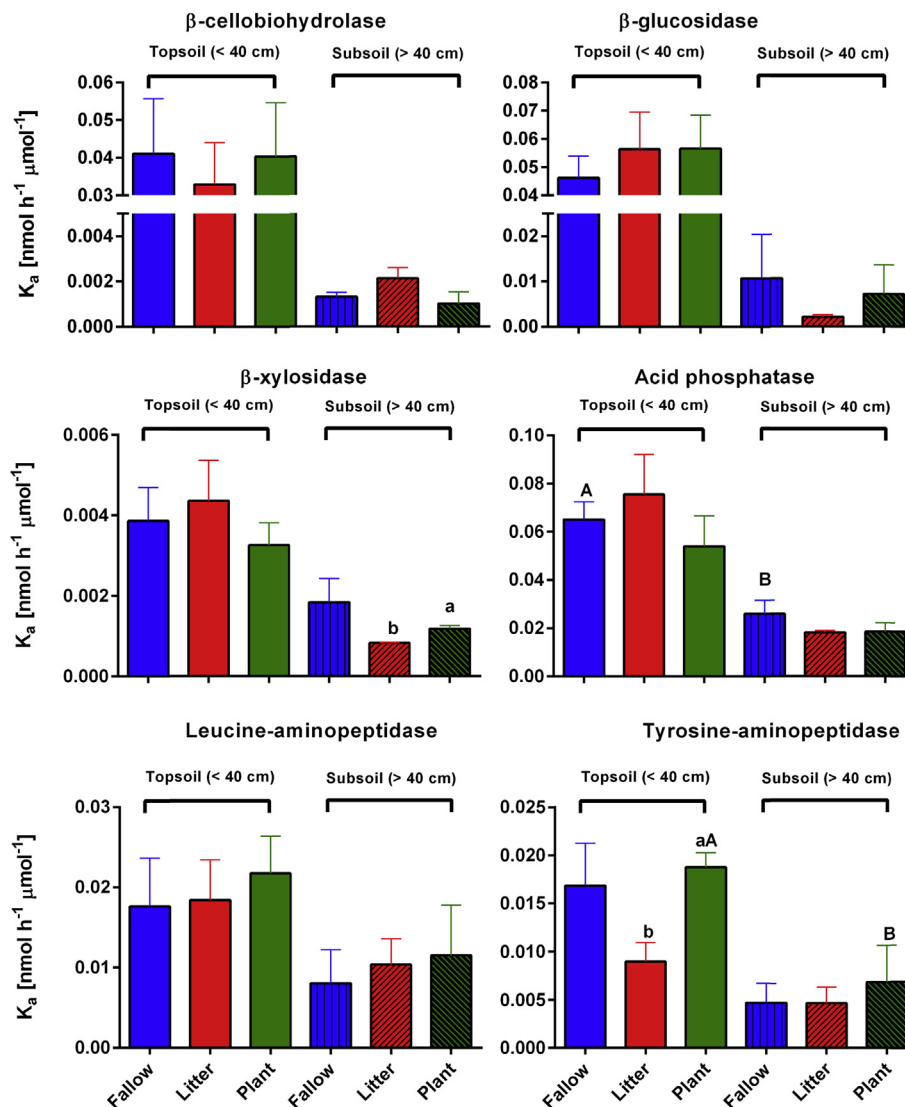 β-cellobiohydrolase
β-glucosidase
Topsoil (< 40 cm)
Subsoil (> 40 cm)
Topsoil (< 40 cm)
Subsoil (> 40 cm)
Kₐ [nmol h⁻¹ µmol⁻¹]
0.06
0.05
0.04
0.03
0.004
0.002
0.000
0.08
0.07
0.06
0.05
0.04
0.02
0.01
0.00
β-xylosidase
Acid phosphatase
Topsoil (< 40 cm)
Subsoil (> 40 cm)
Topsoil (< 40 cm)
Subsoil (> 40 cm)
Kₐ [nmol h⁻¹ µmol⁻¹]
0.006
0.004
0.002
0.000
b
a
0.10
0.08
0.06
0.04
0.02
0.00
A
B
Leucine-aminopeptidase
Tyrosine-aminopeptidase
Topsoil (< 40 cm)
Subsoil (> 40 cm)
Topsoil (< 40 cm)
Subsoil (> 40 cm)
Kₐ [nmol h⁻¹ µmol⁻¹]
0.03
0.02
0.01
0.00
0.025
0.020
0.015
0.010
0.005
0.000
b
aA
B
Fallow
Litter
Plant
Fallow
Litter
Plant
Fallow
Litter
Plant
Fallow
Litter
Plant